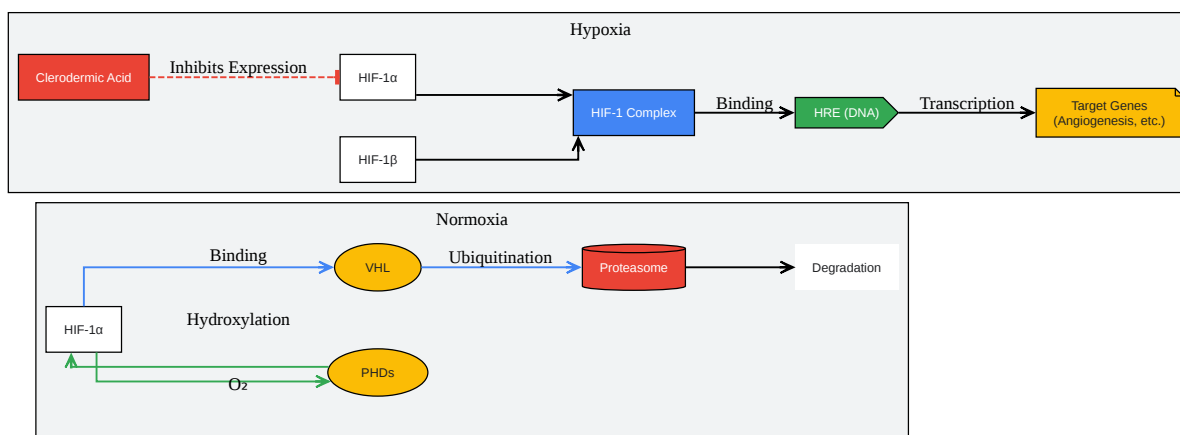 Hypoxia
Clerodermic Acid
Inhibits Expression
HIF-1α
HIF-1β
HIF-1 Complex
Binding
HRE (DNA)
Transcription
Target Genes
(Angiogenesis, etc.)
Normoxia
Binding
VHL
Ubiquitination
Proteasome
Degradation
HIF-1α
Hydroxylation
PHDs
O₂